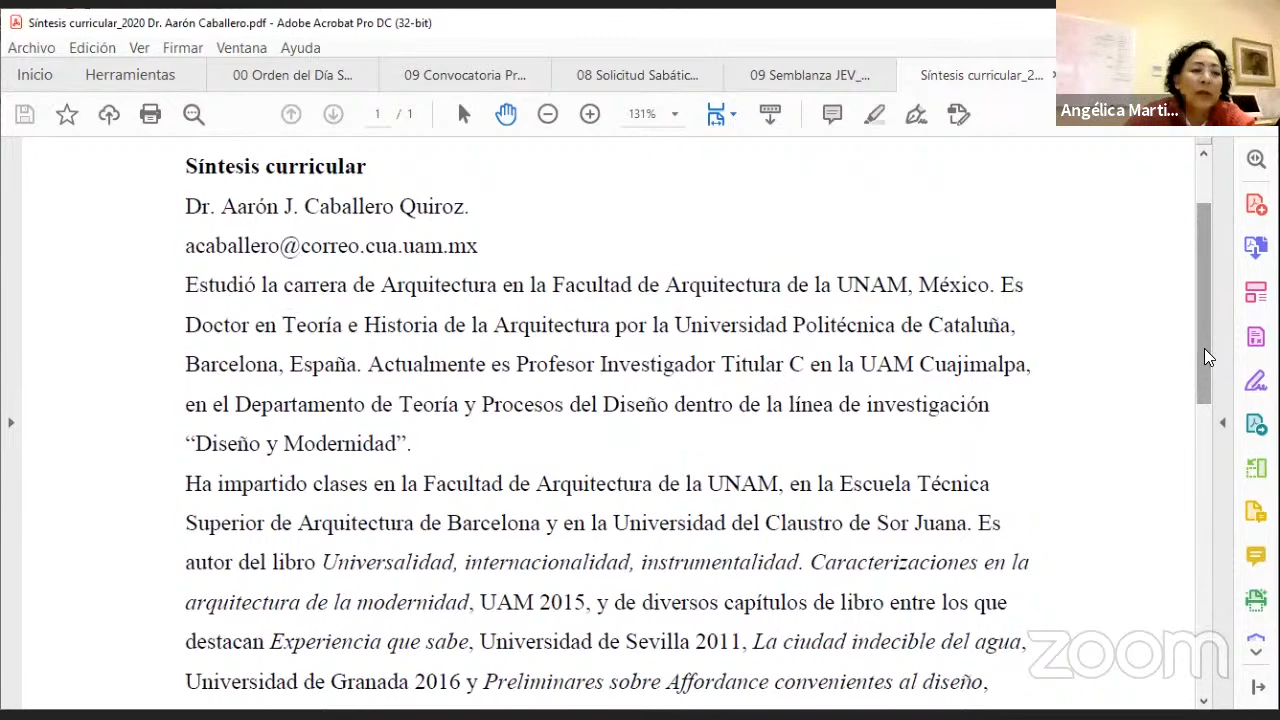 Síntesis curricular_2020 Dr. Aarón Caballero.pdf - Adobe Acrobat Pro DC (32-bit)
Archivo Edición Ver Firmar Ventana Ayuda
Inicio Herramientas 00 Orden del Día S... 09 Convocatoria Pr... 08 Solicitud Sabátic... 09 Semblanza JEV_... Síntesis curricular_2...
1 / 1 131%
Angélica Marti...
Síntesis curricular
Dr. Aarón J. Caballero Quiroz.
acaballero@correo.cua.uam.mx
Estudió la carrera de Arquitectura en la Facultad de Arquitectura de la UNAM, México. Es
Doctor en Teoría e Historia de la Arquitectura por la Universidad Politécnica de Cataluña,
Barcelona, España. Actualmente es Profesor Investigador Titular C en la UAM Cuajimalpa,
en el Departamento de Teoría y Procesos del Diseño dentro de la línea de investigación
“Diseño y Modernidad”.
Ha impartido clases en la Facultad de Arquitectura de la UNAM, en la Escuela Técnica
Superior de Arquitectura de Barcelona y en la Universidad del Claustro de Sor Juana. Es
autor del libro Universalidad, internacionalidad, instrumentalidad. Caracterizaciones en la
arquitectura de la modernidad, UAM 2015, y de diversos capítulos de libro entre los que
destacan Experiencia que sabe, Universidad de Sevilla 2011, La ciudad indecible del agua,
Universidad de Granada 2016 y Preliminares sobre Affordance convenientes al diseño,
zoom